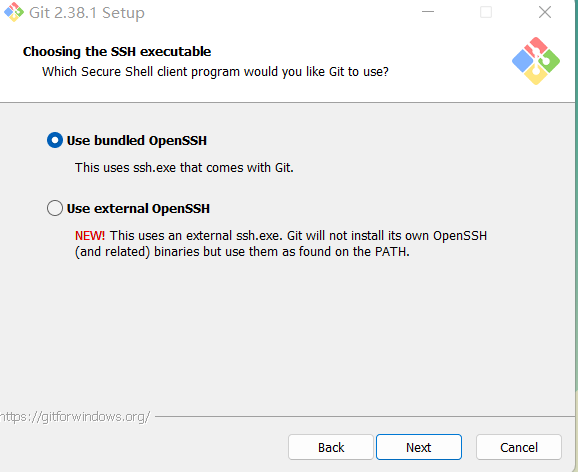 Git 2.38.1 Setup
Choosing the SSH executable
Which Secure Shell client program would you like Git to use?
Use bundled OpenSSH
This uses ssh.exe that comes with Git.
Use external OpenSSH
NEW! This uses an external ssh.exe. Git will not install its own OpenSSH
(and related) binaries but use them as found on the PATH.
https://gitforwindows.org/
Back
Next
Cancel